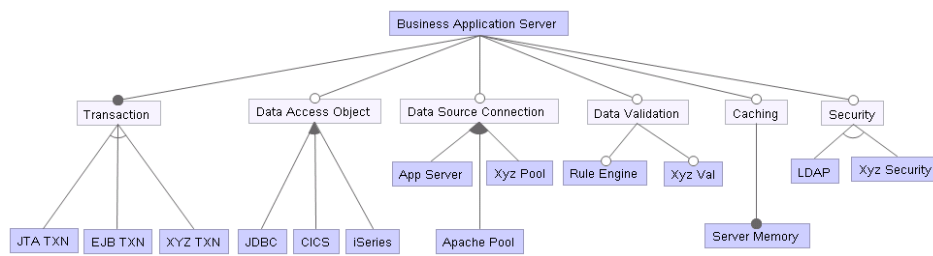 Business Application Server
Transaction
Data Access Object
Data Source Connection
Data Validation
Caching
Security
App Server
Xyz Pool
Rule Engine
Xyz Val
LDAP
Xyz Security
JTA TXN
EJB TXN
XYZ TXN
JDBC
CICS
iSeries
Apache Pool
Server Memory